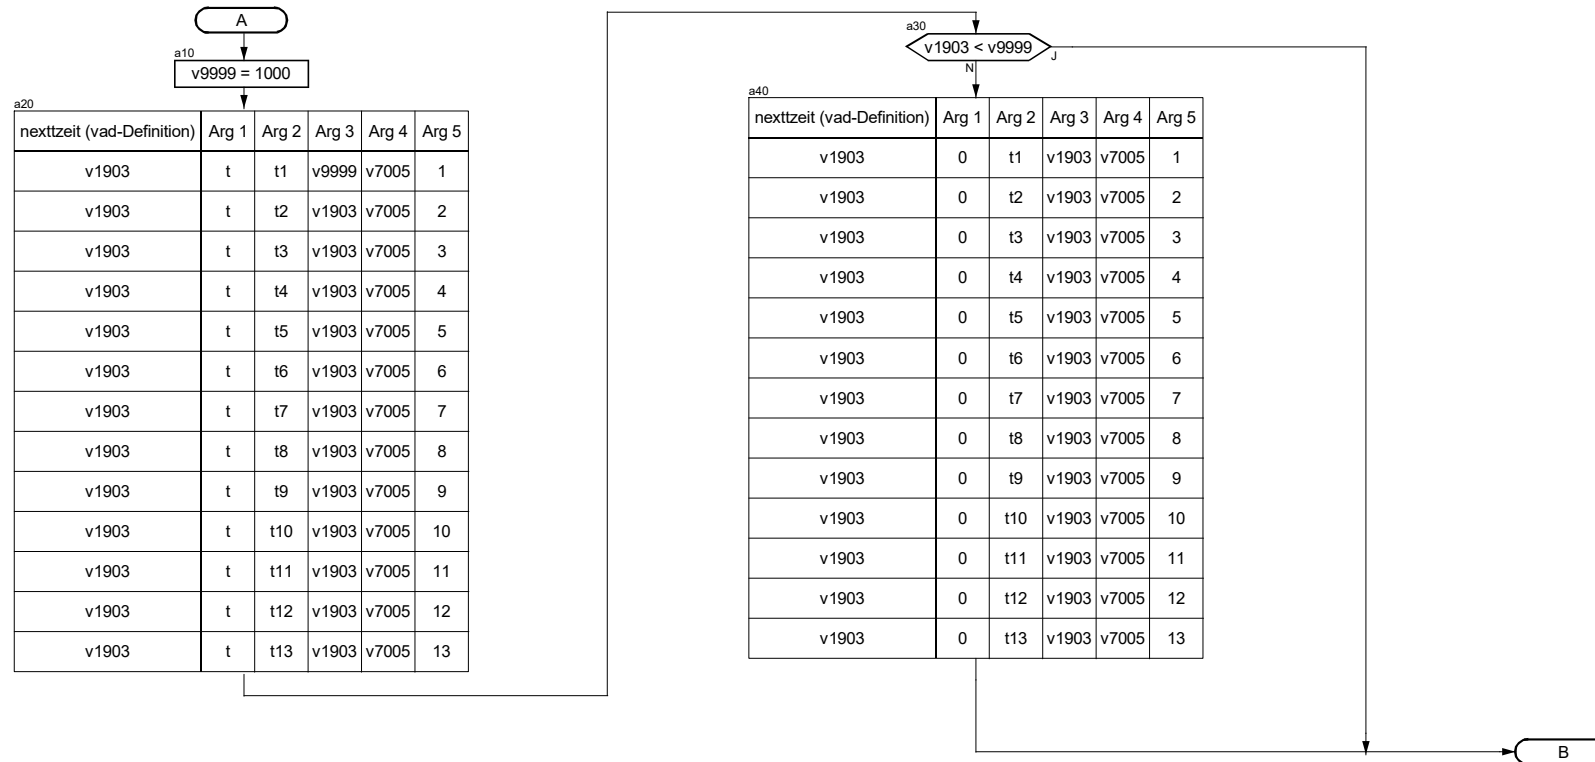 A
a10
v9999 = 1000
a20
nexttzeit (vad-Definition) Arg 1 Arg 2 Arg 3 Arg 4 Arg 5
v1903 t t1 v9999 v7005 1
v1903 t t2 v1903 v7005 2
v1903 t t3 v1903 v7005 3
v1903 t t4 v1903 v7005 4
v1903 t t5 v1903 v7005 5
v1903 t t6 v1903 v7005 6
v1903 t t7 v1903 v7005 7
v1903 t t8 v1903 v7005 8
v1903 t t9 v1903 v7005 9
v1903 t t10 v1903 v7005 10
v1903 t t11 v1903 v7005 11
v1903 t t12 v1903 v7005 12
v1903 t t13 v1903 v7005 13
a30
v1903 < v9999
J
N
a40
nexttzeit (vad-Definition) Arg 1 Arg 2 Arg 3 Arg 4 Arg 5
v1903 0 t1 v1903 v7005 1
v1903 0 t2 v1903 v7005 2
v1903 0 t3 v1903 v7005 3
v1903 0 t4 v1903 v7005 4
v1903 0 t5 v1903 v7005 5
v1903 0 t6 v1903 v7005 6
v1903 0 t7 v1903 v7005 7
v1903 0 t8 v1903 v7005 8
v1903 0 t9 v1903 v7005 9
v1903 0 t10 v1903 v7005 10
v1903 0 t11 v1903 v7005 11
v1903 0 t12 v1903 v7005 12
v1903 0 t13 v1903 v7005 13
B